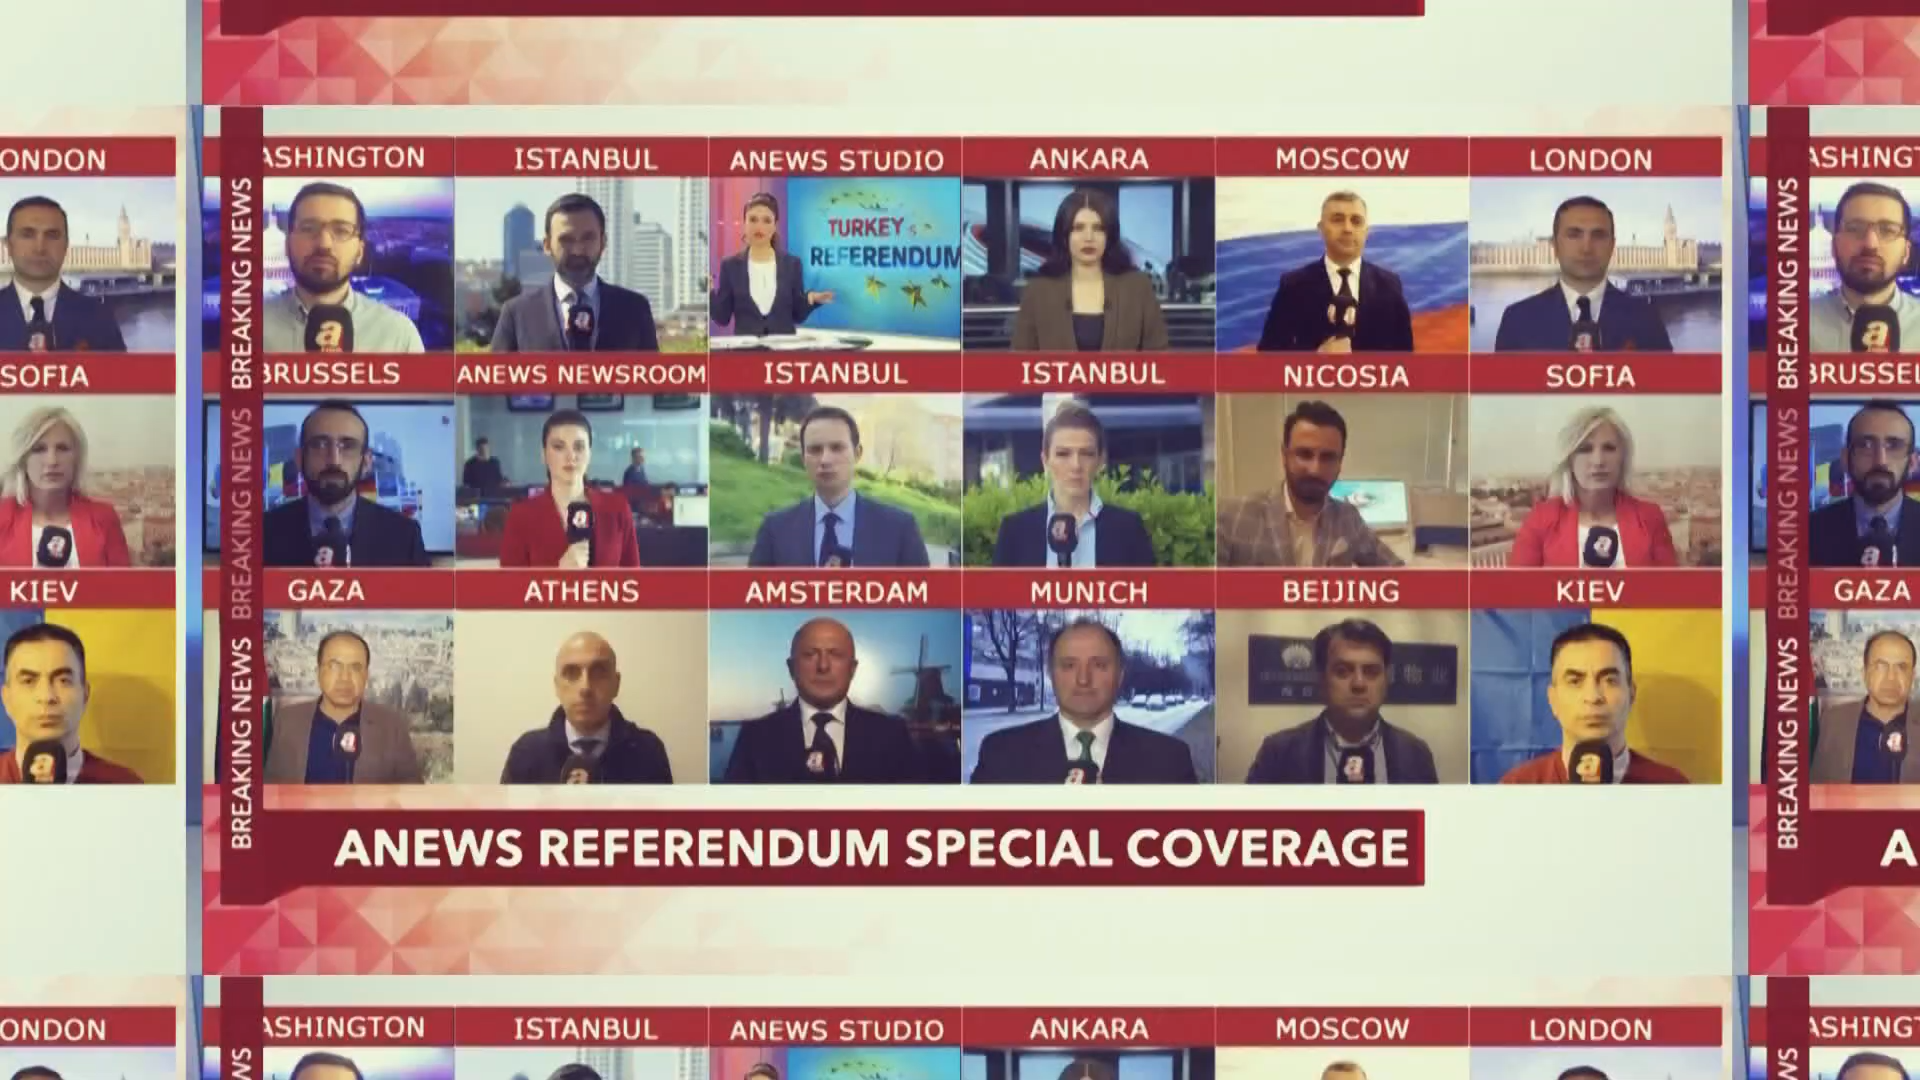 ONDON
ASHINGTON
ISTANBUL
ANEWS STUDIO
ANKARA
MOSCOW
LONDON
ASHINGT
TURKEY
REFERENDUM
BREAKING NEWS
BREAKING NEWS
BREAKING NEWS
BREAKING NEWS
BREAKING NEWS
BREAKING NEWS
SOFIA
BRUSSELS
ANEWS NEWSROOM
ISTANBUL
ISTANBUL
NICOSIA
SOFIA
BRUSSEL
KIEV
GAZA
ATHENS
AMSTERDAM
MUNICH
BEIJING
KIEV
GAZA
ANEWS REFERENDUM SPECIAL COVERAGE
A
ONDON
ASHINGTON
ISTANBUL
ANEWS STUDIO
ANKARA
MOSCOW
LONDON
ASHINGT
WS
WS